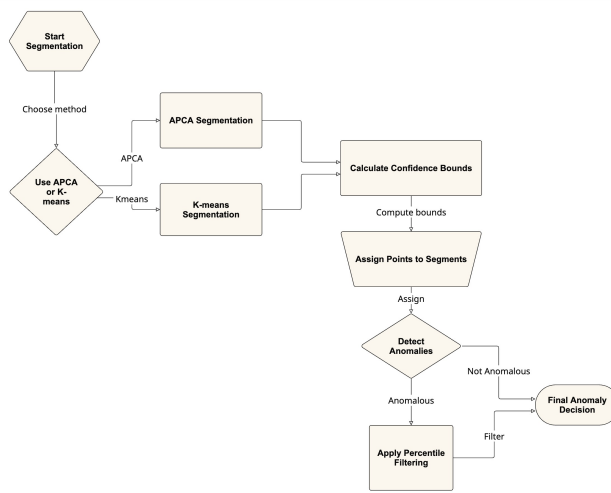 Start
Segmentation
Choose method
Use APCA
or K-
means
APCA
Kmeans
APCA Segmentation
K-means
Segmentation
Calculate Confidence Bounds
Compute bounds
Assign Points to Segments
Assign
Detect
Anomalies
Not Anomalous
Anomalous
Final Anomaly
Decision
Filter
Apply Percentile
Filtering